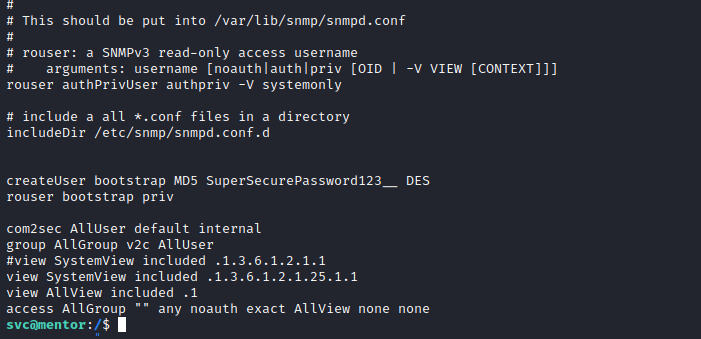 #
# This should be put into /var/lib/snmp/snmpd.conf
#
# rouser: a SNMPv3 read-only access username
#    arguments: username [noauth|auth|priv [OID | -V VIEW [CONTEXT]]]
rouser authPrivUser authpriv -V systemonly

# include a all *.conf files in a directory
includeDir /etc/snmp/snmpd.conf.d


createUser bootstrap MD5 SuperSecurePassword123__ DES
rouser bootstrap priv

com2sec AllUser default internal
group AllGroup v2c AllUser
#view SystemView included .1.3.6.1.2.1.1
view SystemView included .1.3.6.1.2.1.25.1.1
view AllView included .1
access AllGroup "" any noauth exact AllView none none
svc@mentor:/$